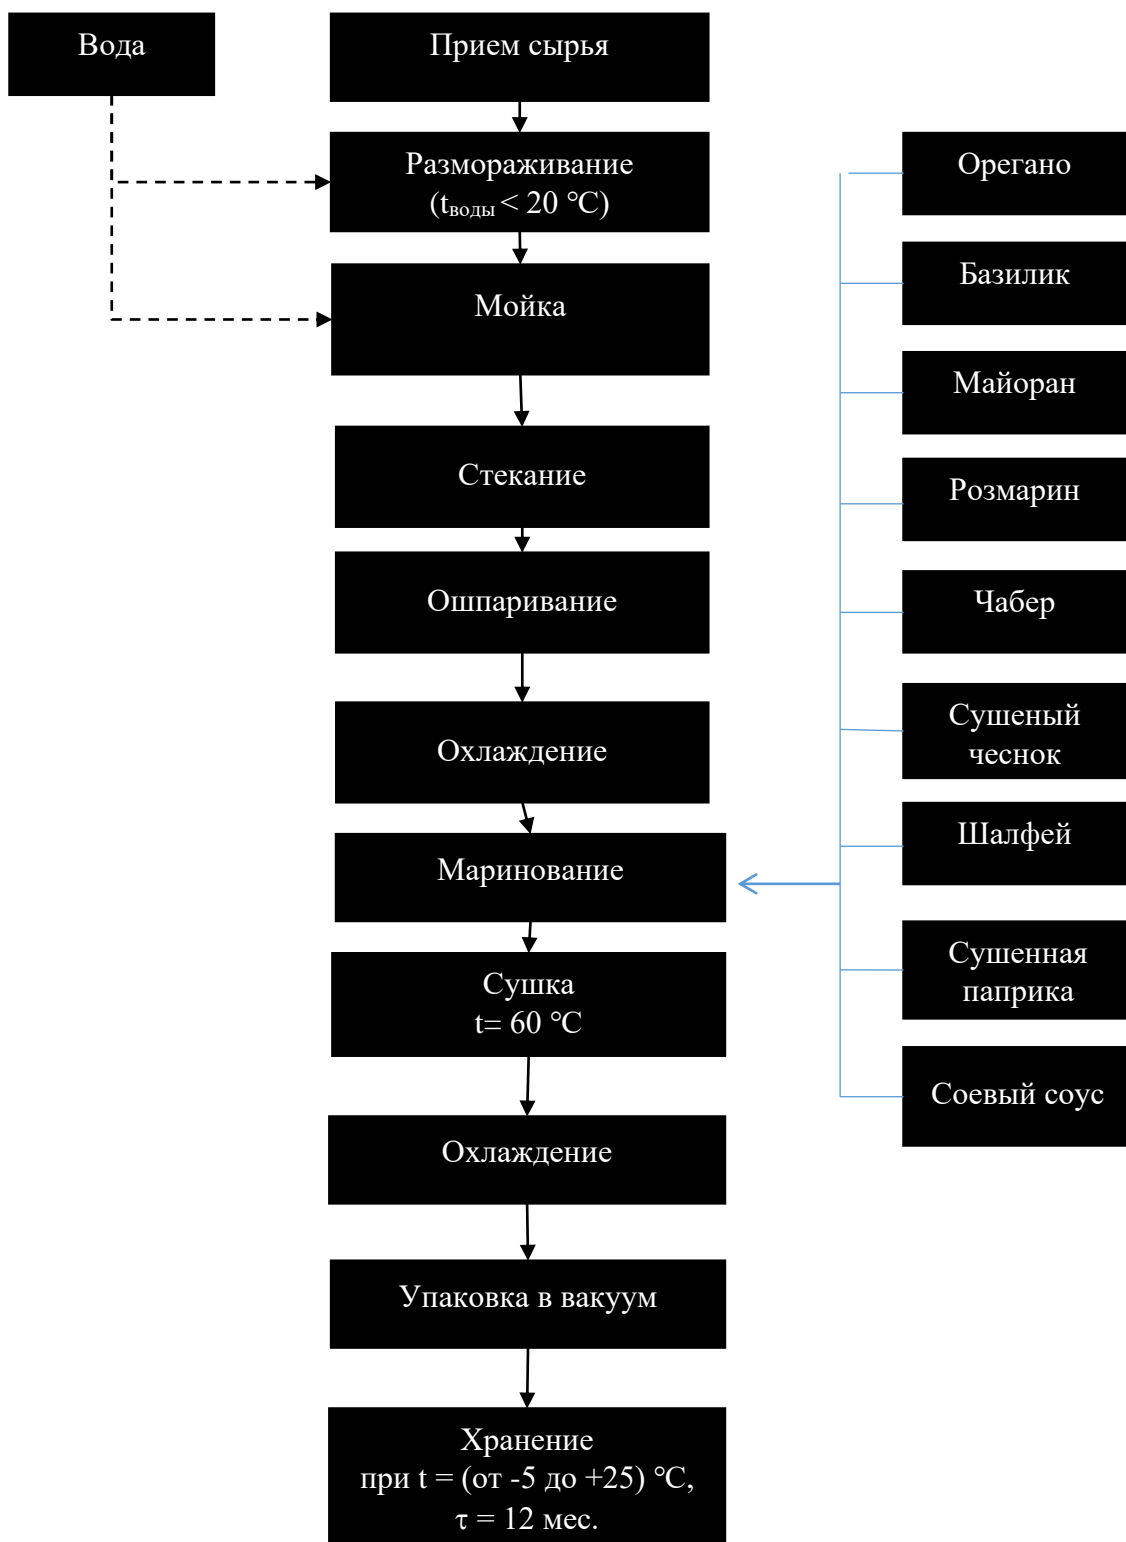 Вода
Прием сырья
Размораживание
(tводы < 20 ℃)
Мойка
Стекание
Ошпаривание
Охлаждение
Маринование
Сушка
t= 60 ℃
Охлаждение
Упаковка в вакуум
Хранение
при t = (от -5 до +25) ℃,
τ = 12 мес.
Орегано
Базилик
Майоран
Розмарин
Чабер
Сушеный
чеснок
Шалфей
Сушенная
паприка
Соевый соус